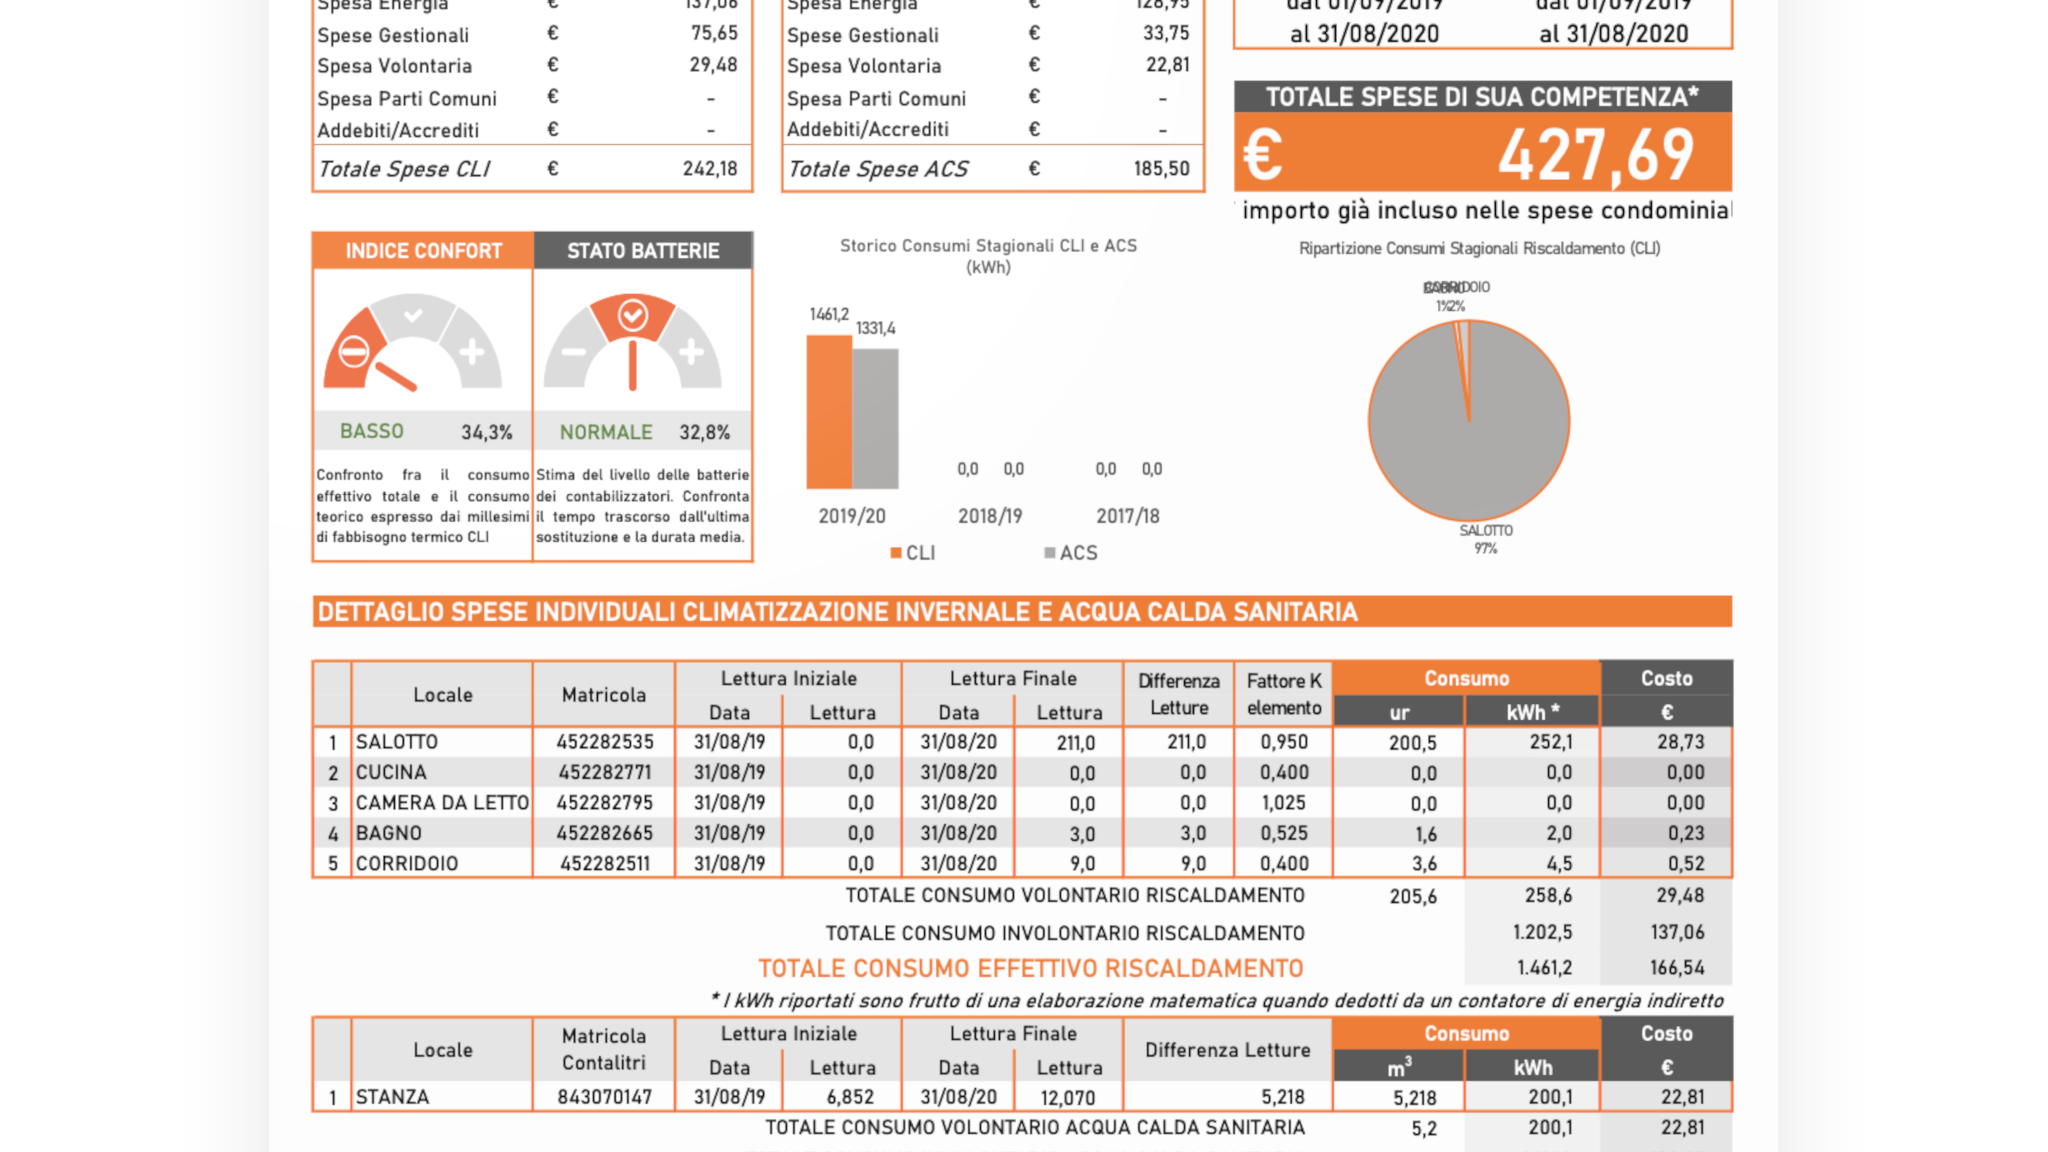 Spesa Energia € 137,06
Spese Gestionali € 75,65
Spesa Volontaria € 29,48
Spesa Parti Comuni € -
Addebiti/Accrediti € -
Totale Spese CLI € 242,18
Spesa Energia € 128,95
Spese Gestionali € 33,75
Spesa Volontaria € 22,81
Spesa Parti Comuni € -
Addebiti/Accrediti € -
Totale Spese ACS € 185,50
dal 01/09/2019 dal 01/09/2019
al 31/08/2020 al 31/08/2020
TOTALE SPESE DI SUA COMPETENZA*
€ 427,69
importo già incluso nelle spese condominial
INDICE CONFORT
BASSO 34,3%
Confronto fra il consumo
effettivo totale e il consumo
teorico espresso dai millesimi
di fabbisogno termico CLI
STATO BATTERIE
NORMALE 32,8%
Stima del livello delle batterie
dei contabilizzatori. Confronta
il tempo trascorso dall'ultima
sostituzione e la durata media.
Storico Consumi Stagionali CLI e ACS
(kWh)
1461,2
1331,4
0,0 0,0 0,0 0,0
2019/20 2018/19 2017/18
CLI ACS
Ripartizione Consumi Stagionali Riscaldamento (CLI)
BAGNO CORRIDOIO
1% 2%
SALOTTO
97%
DETTAGLIO SPESE INDIVIDUALI CLIMATIZZAZIONE INVERNALE E ACQUA CALDA SANITARIA
Locale Matricola Lettura Iniziale Lettura Finale Differenza Letture Fattore K elemento Consumo Costo
Data Lettura Data Lettura ur kWh * €
1 SALOTTO 452282535 31/08/19 0,0 31/08/20 211,0 211,0 0,950 200,5 252,1 28,73
2 CUCINA 452282771 31/08/19 0,0 31/08/20 0,0 0,0 0,400 0,0 0,0 0,00
3 CAMERA DA LETTO 452282795 31/08/19 0,0 31/08/20 0,0 0,0 1,025 0,0 0,0 0,00
4 BAGNO 452282665 31/08/19 0,0 31/08/20 3,0 3,0 0,525 1,6 2,0 0,23
5 CORRIDOIO 452282511 31/08/19 0,0 31/08/20 9,0 9,0 0,400 3,6 4,5 0,52
TOTALE CONSUMO VOLONTARIO RISCALDAMENTO 205,6 258,6 29,48
TOTALE CONSUMO INVOLONTARIO RISCALDAMENTO 1.202,5 137,06
TOTALE CONSUMO EFFETTIVO RISCALDAMENTO 1.461,2 166,54
* I kWh riportati sono frutto di una elaborazione matematica quando dedotti da un contatore di energia indiretto
Locale Matricola Contalitri Lettura Iniziale Lettura Finale Differenza Letture Consumo Costo
Data Lettura Data Lettura m³ kWh €
1 STANZA 843070147 31/08/19 6,852 31/08/20 12,070 5,218 5,218 200,1 22,81
TOTALE CONSUMO VOLONTARIO ACQUA CALDA SANITARIA 5,2 200,1 22,81